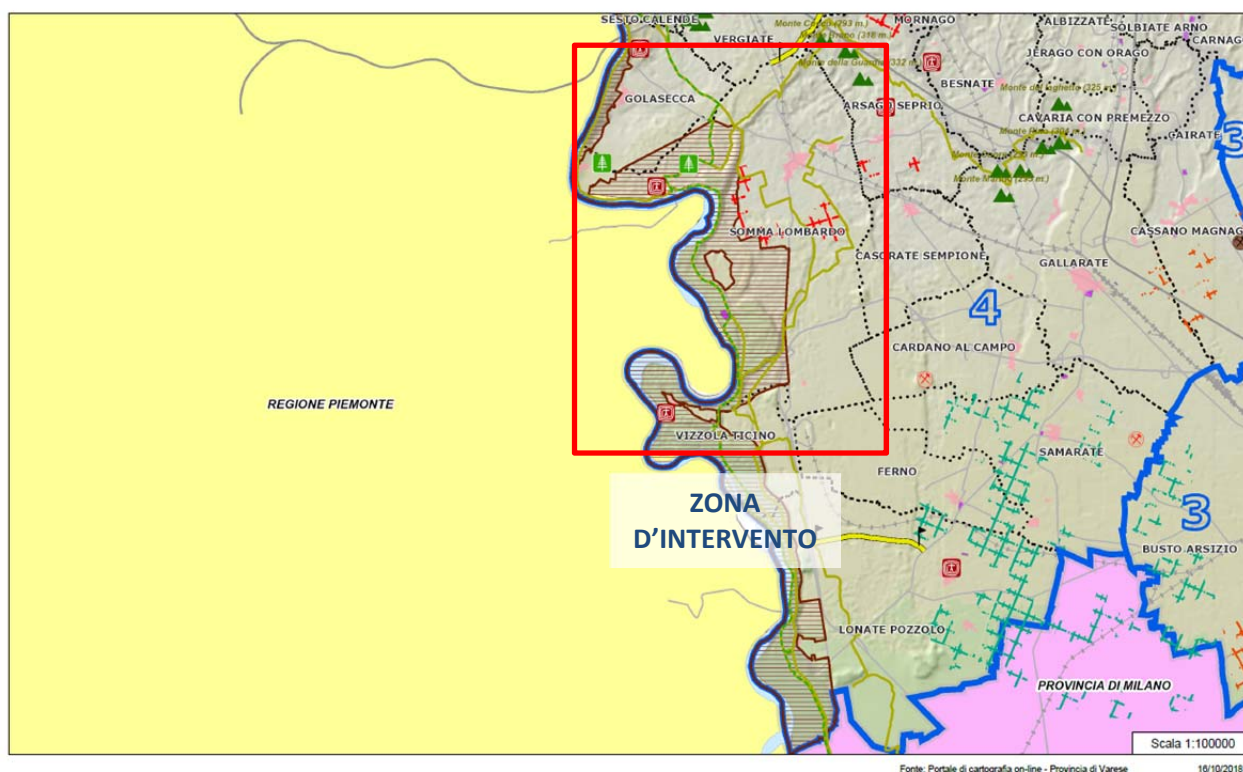 SESTO CALENDE
MORNAGO
ALBIZZATE
SOLBIATE ARNO
CARNAGO
VERGIATE
JERAGO CON ORAGO
BESNATE
GOLASECCA
ARSAGO SEPRIO
CAVARIA CON PREMEZZO
CAIRATE
3
SOMMA LOMBARDO
CASSANO MAGNAG
CASORATE SEMPIONE
GALLARATE
4
CARDANO AL CAMPO
REGIONE PIEMONTE
VIZZOLA TICINO
SAMARATE
FERNO
ZONA
D'INTERVENTO
3
BUSTO ARSIZIO
LONATE POZZOLO
PROVINCIA DI MILANO
Scala 1:100000
Fonte: Portale di cartografia on-line - Provincia di Varese
16/10/2018